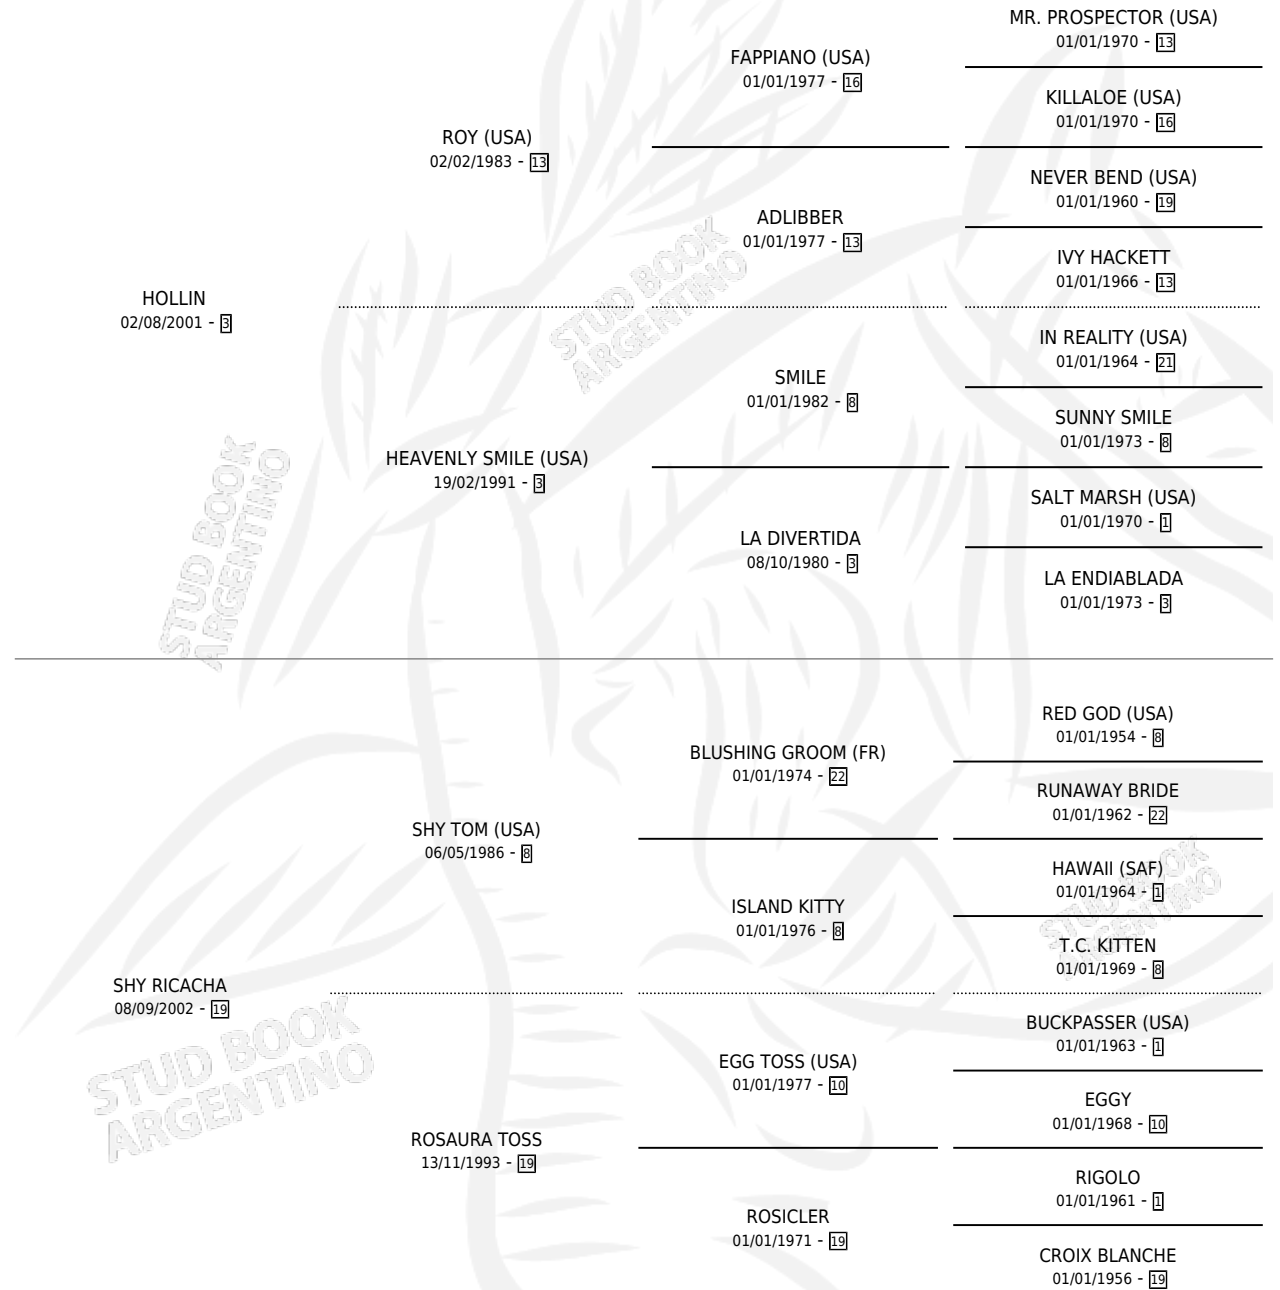 MR. PROSPECTOR (USA)
01/01/1970 - 13
FAPPIANO (USA)
01/01/1977 - 16
KILLALOE (USA)
01/01/1970 - 16
ROY (USA)
02/02/1983 - 13
NEVER BEND (USA)
01/01/1960 - 19
ADLIBBER
01/01/1977 - 13
IVY HACKETT
01/01/1966 - 13
HOLLIN
02/08/2001 - 3
STUD BOOK
ARGENTINO
IN REALITY (USA)
01/01/1964 - 21
SMILE
01/01/1982 - 8
SUNNY SMILE
01/01/1973 - 8
HEAVENLY SMILE (USA)
19/02/1991 - 3
SALT MARSH (USA)
01/01/1970 - 1
LA DIVERTIDA
08/10/1980 - 3
LA ENDIABLADA
01/01/1973 - 3
STUD BOOK
ARGENTINO
RED GOD (USA)
01/01/1954 - 8
BLUSHING GROOM (FR)
01/01/1974 - 22
RUNAWAY BRIDE
01/01/1962 - 22
SHY TOM (USA)
06/05/1986 - 8
HAWAII (SAF)
01/01/1964 - 1
STUD BOOK
ARGENTINO
ISLAND KITTY
01/01/1976 - 8
T.C. KITTEN
01/01/1969 - 8
SHY RICACHA
08/09/2002 - 19
STUD BOOK
ARGENTINO
BUCKPASSER (USA)
01/01/1963 - 1
EGG TOSS (USA)
01/01/1977 - 10
EGGY
01/01/1968 - 10
ROSAURA TOSS
13/11/1993 - 19
RIGOLO
01/01/1961 - 1
ROSICLER
01/01/1971 - 19
CROIX BLANCHE
01/01/1956 - 19